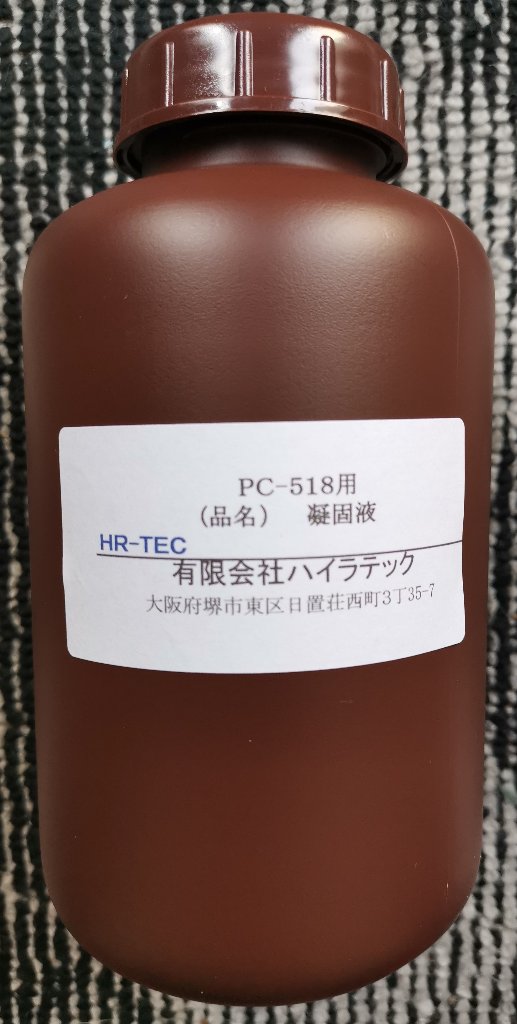 PC-518用
（品名）　凝固液
HR-TEC
有限会社ハイラテック
大阪府堺市東区日置荘西町3丁35-7